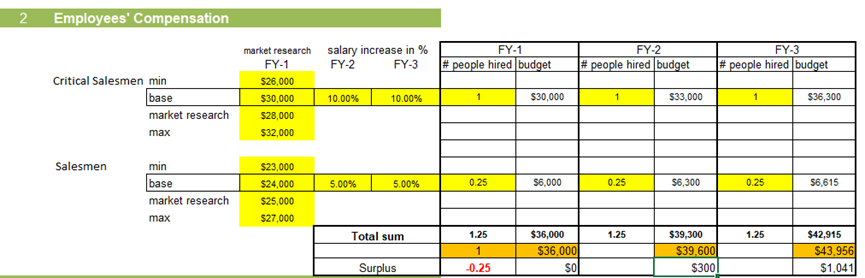 2 Employees' Compensation
market research salary increase in % FY-1 FY-2 FY-3
FY-1 FY-2 FY-3 # people hired budget # people hired budget # people hired budget
Critical Salesmen min $26,000
base $30,000 10.00% 10.00% 1 $30,000 1 $33,000 1 $36,300
market research $28,000
max $32,000
Salesmen min $23,000
base $24,000 5.00% 5.00% 0.25 $6,000 0.25 $6,300 0.25 $6,615
market research $25,000
max $27,000
Total sum 1.25 $36,000 1.25 $39,300 1.25 $42,915
1 $36,000 $39,600 $43,956
Surplus -0.25 $0 $300 $1,041